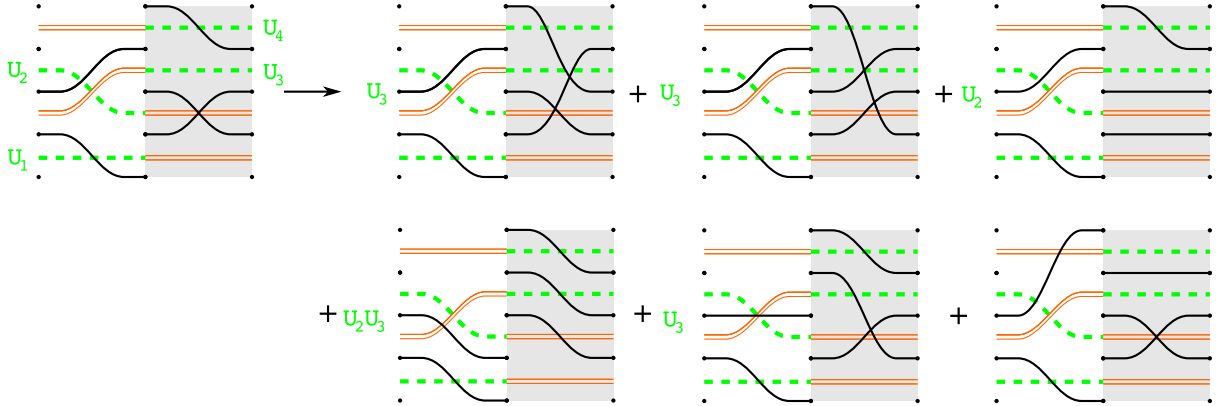 U₄
U₂ U₃
U₃ + U₃ + U₂
U₁
+ U₂U₃ + U₃ +